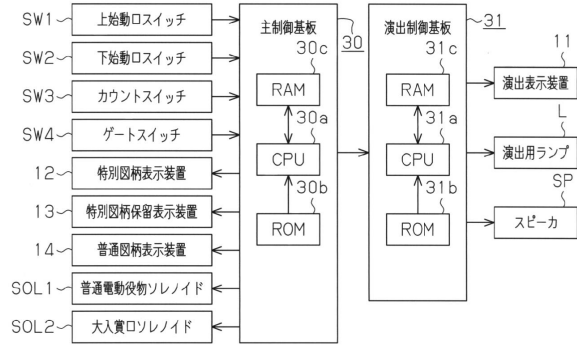 SW1 上始動口スイッチ
SW2 下始動口スイッチ
SW3 カウントスイッチ
SW4 ゲートスイッチ
12 特別図柄表示装置
13 特別図柄保留表示装置
14 普通図柄表示装置
SOL1 普通電動役物ソレノイド
SOL2 大入賞口ソレノイド
主制御基板 30
30c
RAM
30a
CPU
30b
ROM
演出制御基板 31
31c
RAM
31a
CPU
31b
ROM
11
演出表示装置
L
演出用ランプ
SP
スピーカ